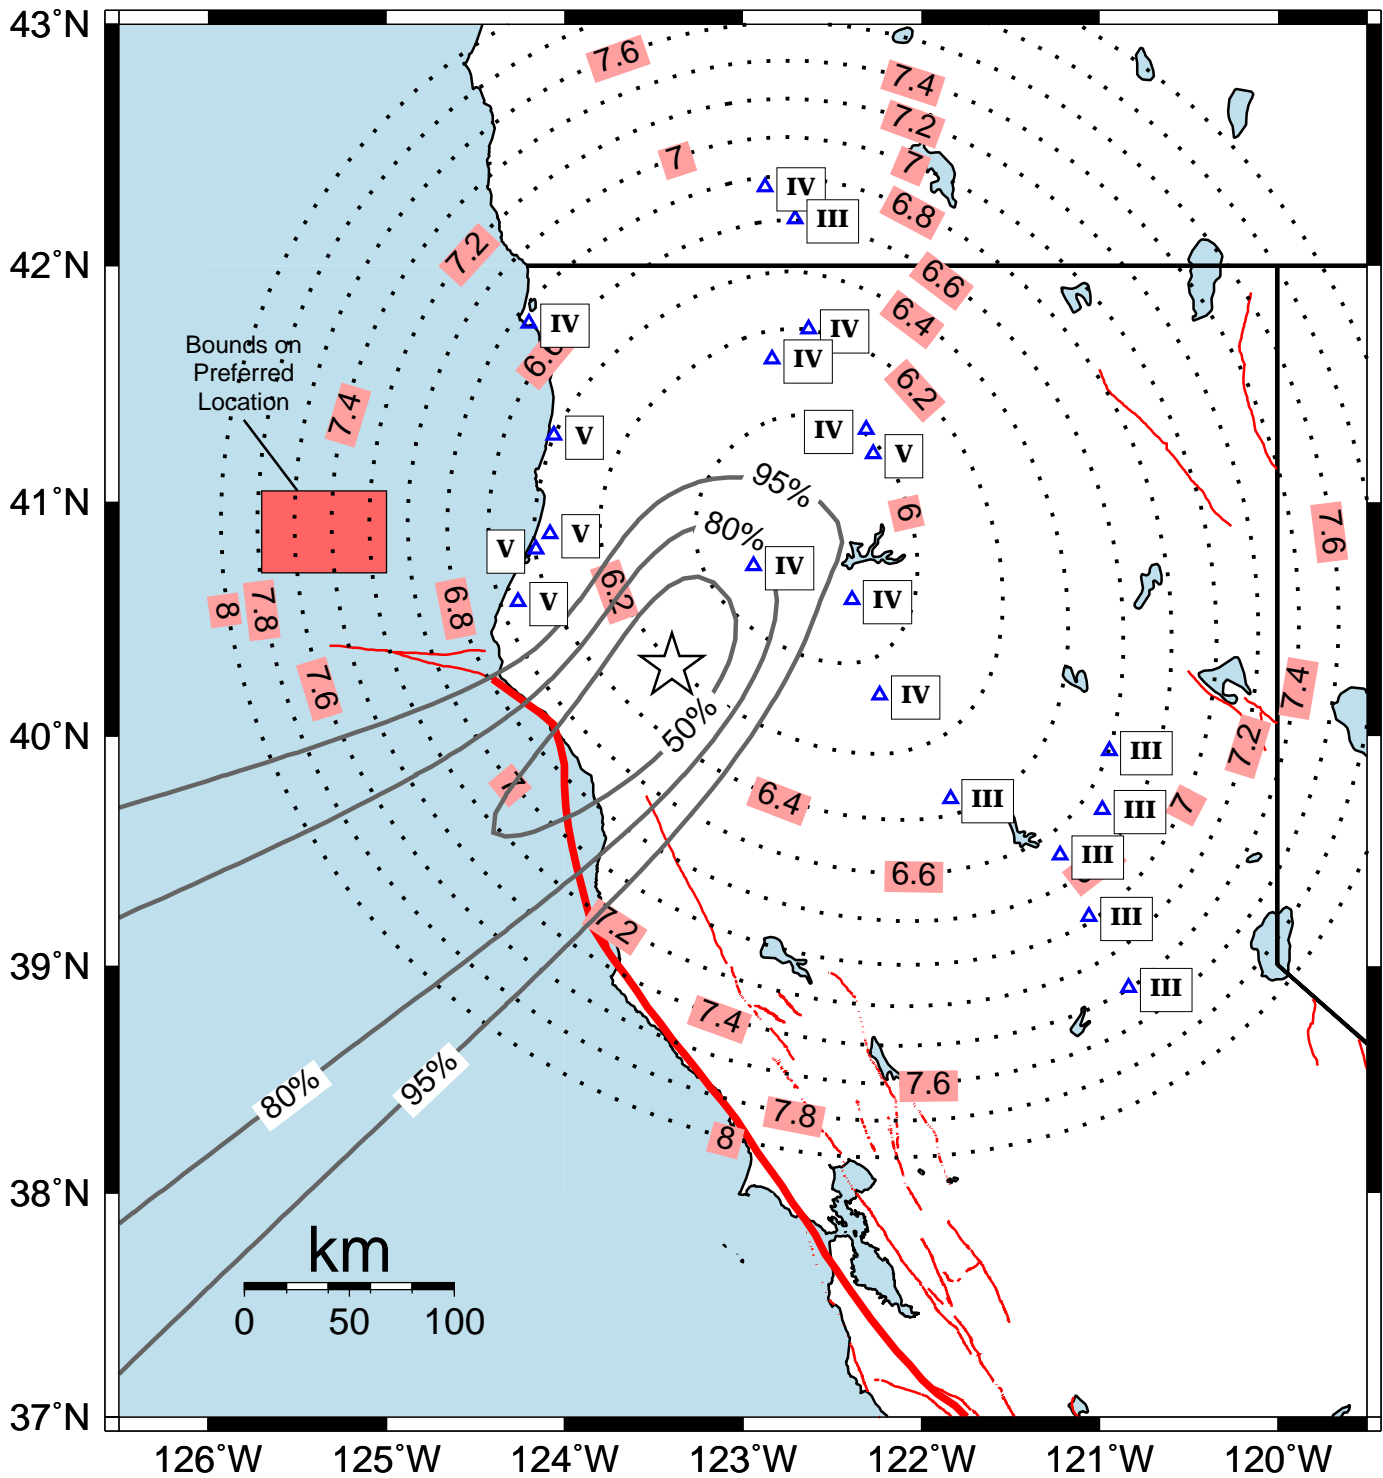 43°N
7.6
7.4
7.2
7
7
IV
6.8
III
7.2
42°N
6.6
6.4
IV
IV
IV
Bounds on
Preferred
Location
6.2
7.4
IV
V
V
95%
41°N
6
80%
7.6
V
V
IV
6.2
V
IV
8
7.8
6.8
7.6
7.4
IV
50%
40°N
7.2
III
7
6.4
III
III
7
III
6.6
III
7.2
39°N
III
7.4
95%
80%
7.6
7.8
8
38°N
km
0 50 100
37°N
126°W 125°W 124°W 123°W 122°W 121°W 120°W